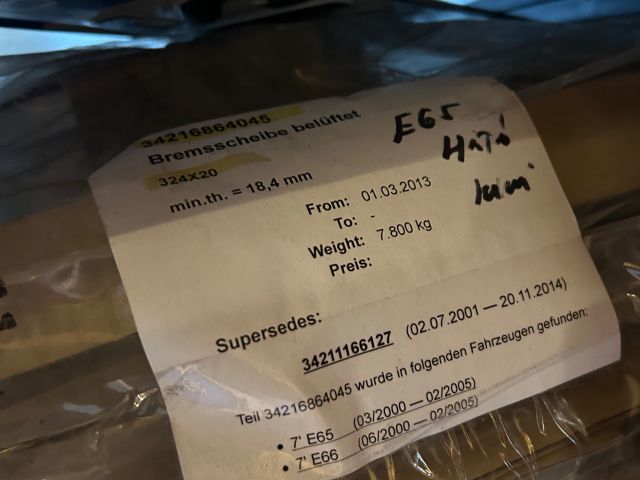 34216864045
Bremsscheibe belüftet
E65
324X20
min.th. = 18,4 mm
From: 01.03.2013
To: -
Weight: 7.800 kg
Preis:
Supersedes:
34211166127 (02.07.2001 — 20.11.2014)
Teil 34216864045 wurde in folgenden Fahrzeugen gefunden:
• 7' E65 (03/2000 — 02/2005)
• 7' E66 (06/2000 — 02/2005)